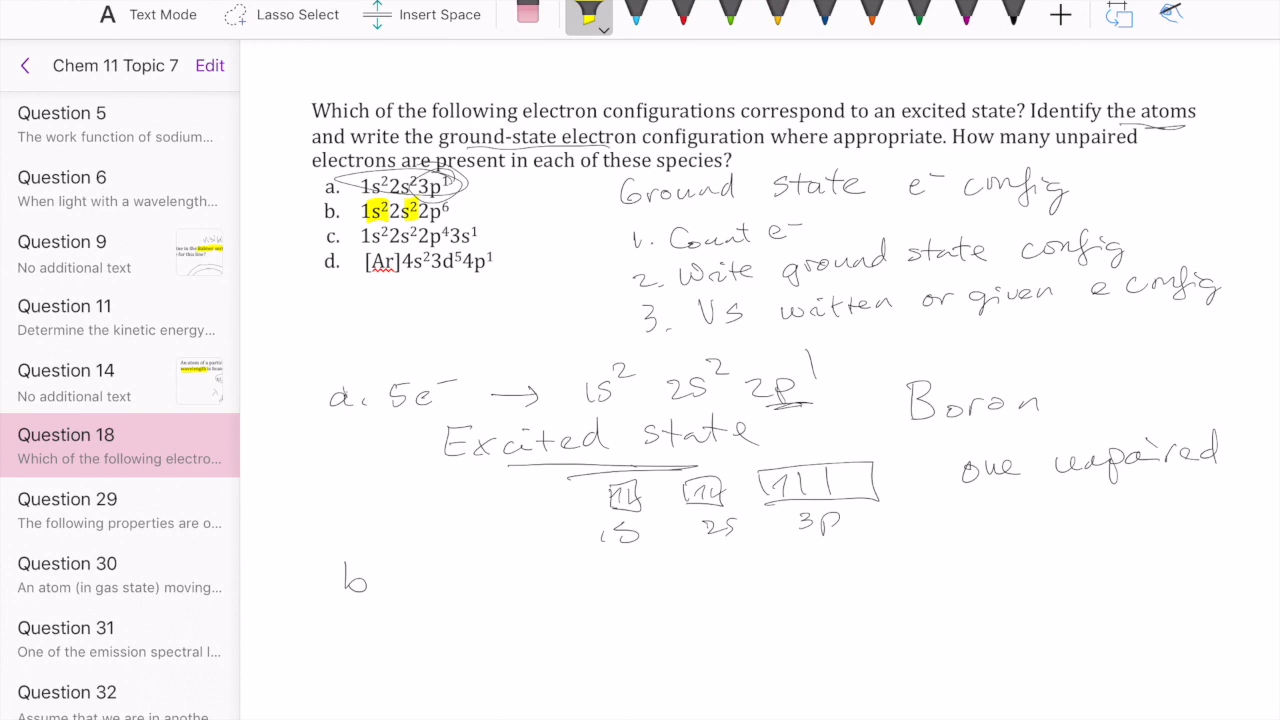 A Text Mode Lasso Select Insert Space
Chem 11 Topic 7 Edit
Question 5
The work function of sodium...
Question 6
When light with a wavelength...
Question 9
No additional text
Question 11
Determine the kinetic energy...
Question 14
No additional text
Question 18
Which of the following electro...
Question 29
The following properties are o...
Question 30
An atom (in gas state) moving...
Question 31
One of the emission spectral l...
Question 32
Assume that we are in anothe
Which of the following electron configurations correspond to an excited state? Identify the atoms
and write the ground-state electron configuration where appropriate. How many unpaired
electrons are present in each of these species?
a. 1s²2s²3p¹
b. 1s²2s²2p⁶
c. 1s²2s²2p⁴3s¹
d. [Ar]4s²3d⁵4p¹
Ground state e⁻ config
1. Count e⁻
2. Write ground state config
3. VS written or given e config
a. 5e⁻ → 1s² 2s² 2p¹ Boron
Excited state
one unpaired
1s 2s 3p
b